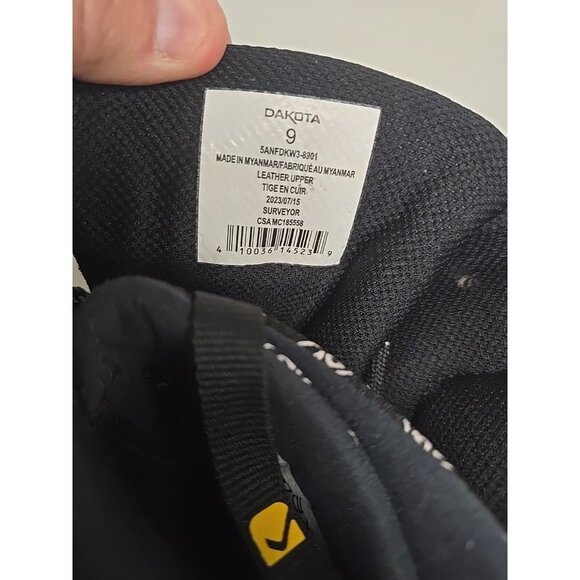 DAKOTA
9
5ANFDKW3-8901
MADE IN MYANMAR/FABRIQUÉ AU MYANMAR
LEATHER UPPER
TIGE EN CUIR
2023/07/15
SURVEYOR
CSA MC185558
4 10036 14523 9